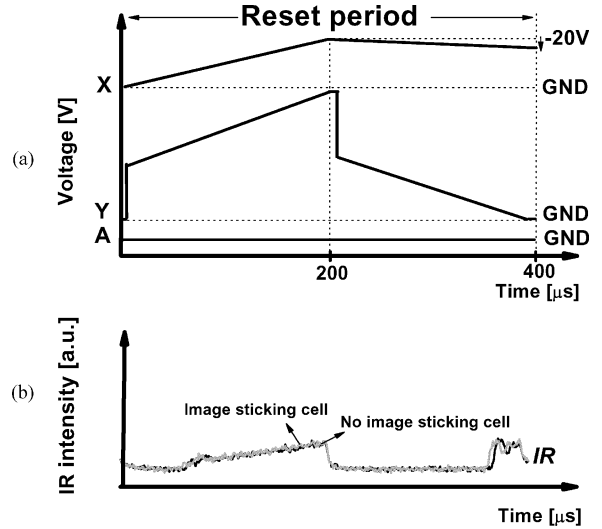 Reset period
-20V
X
GND
(a)
Voltage [V]
Y
GND
A
GND
200
400
Time [μs]
(b)
IR intensity [a.u.]
Image sticking cell
No image sticking cell
IR
Time [μs]